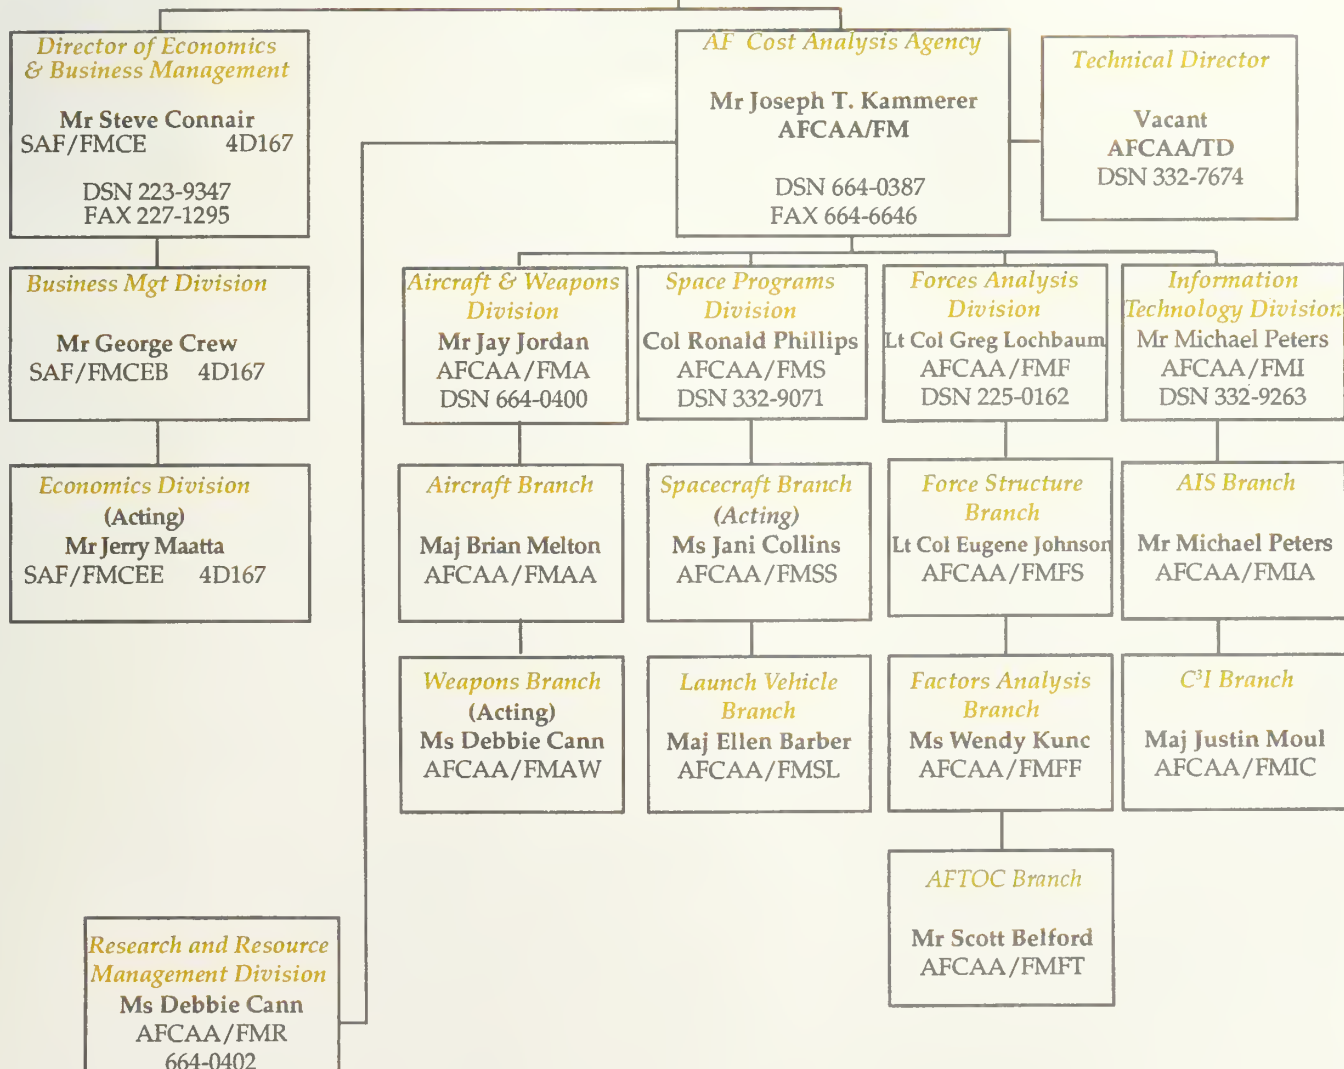 Director of Economics
& Business Management
Mr Steve Connair
SAF/FMCE 4D167
DSN 223-9347
FAX 227-1295
AF Cost Analysis Agency
Mr Joseph T. Kammerer
AFCAA/FM
DSN 664-0387
FAX 664-6646
Technical Director
Vacant
AFCAA/TD
DSN 332-7674
Business Mgt Division
Mr George Crew
SAF/FMCEB 4D167
Aircraft & Weapons
Division
Mr Jay Jordan
AFCAA/FMA
DSN 664-0400
Space Programs
Division
Col Ronald Phillips
AFCAA/FMS
DSN 332-9071
Forces Analysis
Division
Lt Col Greg Lochbaum
AFCAA/FMF
DSN 225-0162
Information
Technology Division
Mr Michael Peters
AFCAA/FMI
DSN 332-9263
Economics Division
(Acting)
Mr Jerry Maatta
SAF/FMCEE 4D167
Aircraft Branch
Maj Brian Melton
AFCAA/FMAA
Spacecraft Branch
(Acting)
Ms Jani Collins
AFCAA/FMSS
Force Structure
Branch
Lt Col Eugene Johnson
AFCAA/FMFS
AIS Branch
Mr Michael Peters
AFCAA/FMIA
Weapons Branch
(Acting)
Ms Debbie Cann
AFCAA/FMAW
Launch Vehicle
Branch
Maj Ellen Barber
AFCAA/FMSL
Factors Analysis
Branch
Ms Wendy Kunc
AFCAA/FMFF
C³I Branch
Maj Justin Moul
AFCAA/FMIC
AFTOC Branch
Mr Scott Belford
AFCAA/FMFT
Research and Resource
Management Division
Ms Debbie Cann
AFCAA/FMR
664-0402